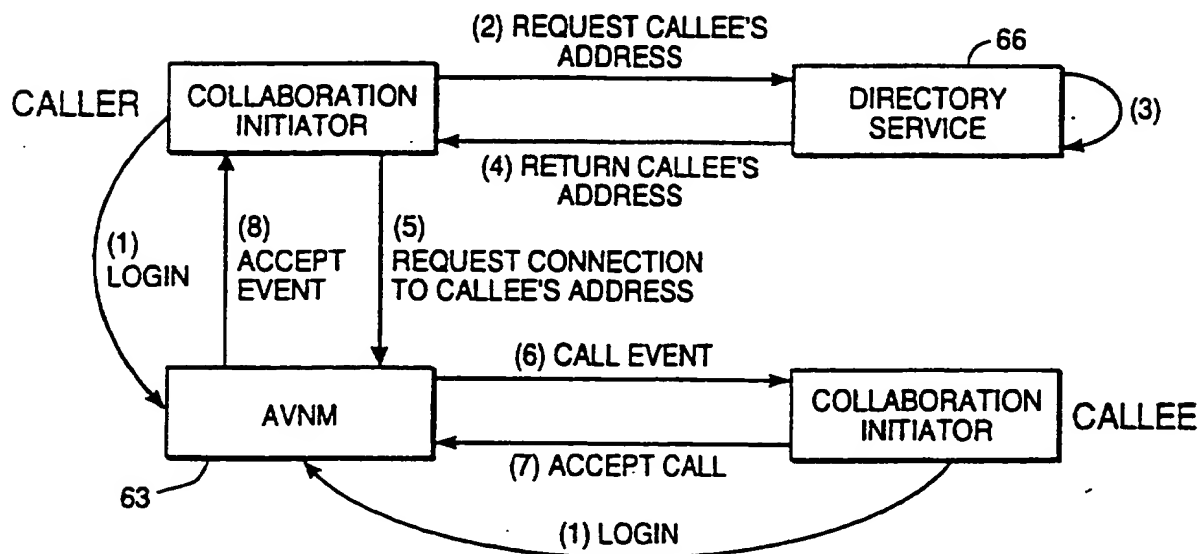 (2) REQUEST CALLEE'S
ADDRESS
66
CALLER
COLLABORATION
INITIATOR
DIRECTORY
SERVICE
(3)
(4) RETURN CALLEE'S
ADDRESS
(1)
LOGIN
(8)
ACCEPT
EVENT
(5)
REQUEST CONNECTION
TO CALLEE'S ADDRESS
(6) CALL EVENT
AVNM
COLLABORATION
INITIATOR
CALLEE
(7) ACCEPT CALL
63
(1) LOGIN